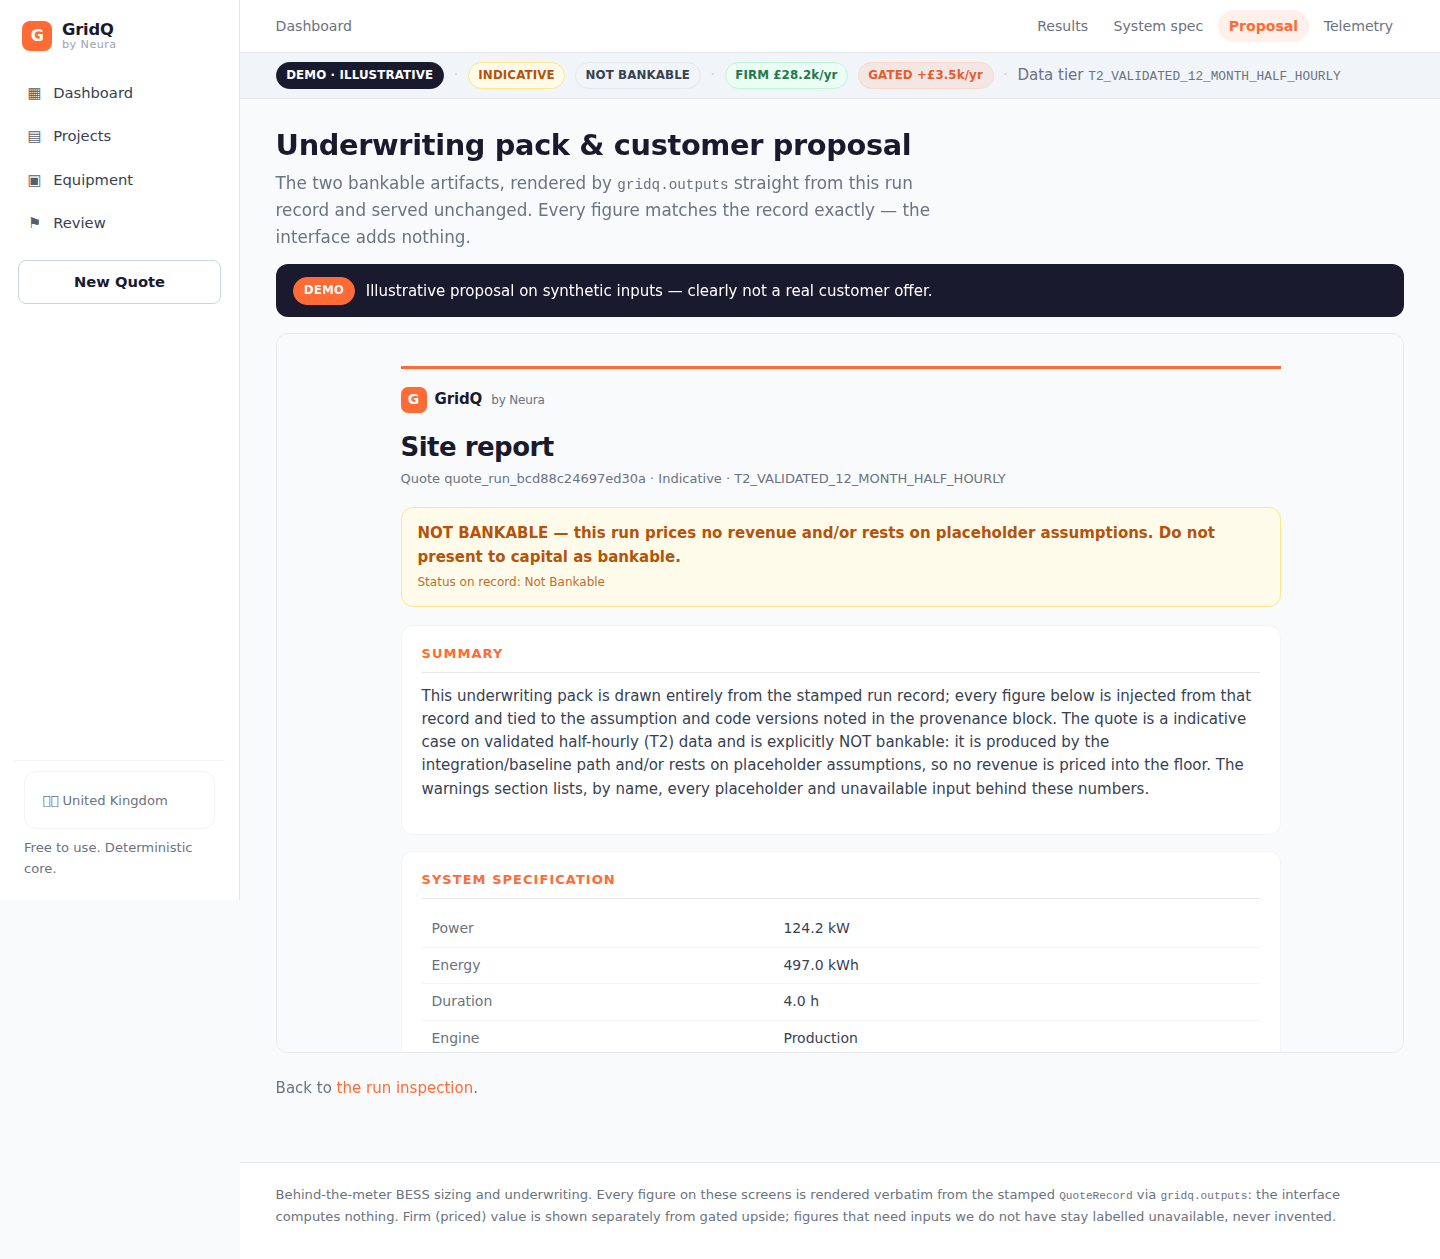 G GridQ
by Neura
Dashboard
Projects
Equipment
Review
New Quote
United Kingdom
Free to use. Deterministic
core.
Dashboard
Results System spec Proposal Telemetry
DEMO · ILLUSTRATIVE · INDICATIVE NOT BANKABLE · FIRM £28.2k/yr GATED +£3.5k/yr · Data tier T2_VALIDATED_12_MONTH_HALF_HOURLY
Underwriting pack & customer proposal
The two bankable artifacts, rendered by gridq.outputs straight from this run
record and served unchanged. Every figure matches the record exactly — the
interface adds nothing.
DEMO Illustrative proposal on synthetic inputs — clearly not a real customer offer.
G GridQ by Neura
Site report
Quote quote_run_bcd88c24697ed30a · Indicative · T2_VALIDATED_12_MONTH_HALF_HOURLY
NOT BANKABLE — this run prices no revenue and/or rests on placeholder assumptions. Do not
present to capital as bankable.
Status on record: Not Bankable
SUMMARY
This underwriting pack is drawn entirely from the stamped run record; every figure below is injected from that
record and tied to the assumption and code versions noted in the provenance block. The quote is a indicative
case on validated half-hourly (T2) data and is explicitly NOT bankable: it is produced by the
integration/baseline path and/or rests on placeholder assumptions, so no revenue is priced into the floor. The
warnings section lists, by name, every placeholder and unavailable input behind these numbers.
SYSTEM SPECIFICATION
Power 124.2 kW
Energy 497.0 kWh
Duration 4.0 h
Engine Production
Back to the run inspection.
Behind-the-meter BESS sizing and underwriting. Every figure on these screens is rendered verbatim from the stamped QuoteRecord via gridq.outputs: the interface
computes nothing. Firm (priced) value is shown separately from gated upside; figures that need inputs we do not have stay labelled unavailable, never invented.